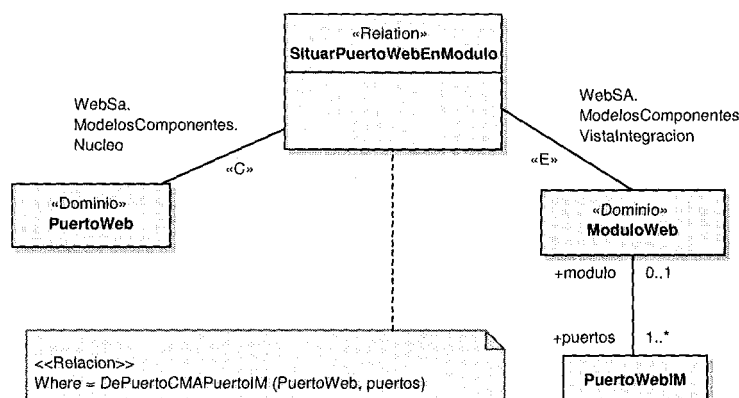 «Relation»
SituarPuertoWebEnModulo
WebSa.
ModelosComponentes.
Nucleo
WebSA.
ModelosComponentes
VistaIntegracion
«C»
«E»
«Dominio»
PuertoWeb
«Dominio»
ModuloWeb
+modulo 0..1
+puertos 1..*
PuertoWebIM
<<Relacion>>
Where = DePuertoCMAPuertoIM (PuertoWeb, puertos)